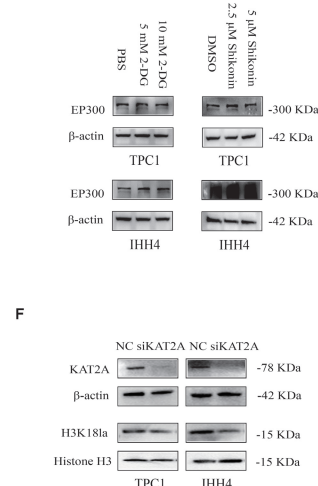 PBS 5 mM 2-DG 10 mM 2-DG DMSO 2.5 μM Shikonin 5 μM Shikonin
EP300 -300 KDa
β-actin -42 KDa
TPC1 TPC1
EP300 -300 KDa
β-actin -42 KDa
IHH4 IHH4
F
NC siKAT2A NC siKAT2A
KAT2A -78 KDa
β-actin -42 KDa
H3K18la -15 KDa
Histone H3 -15 KDa
TPC1 IHH4